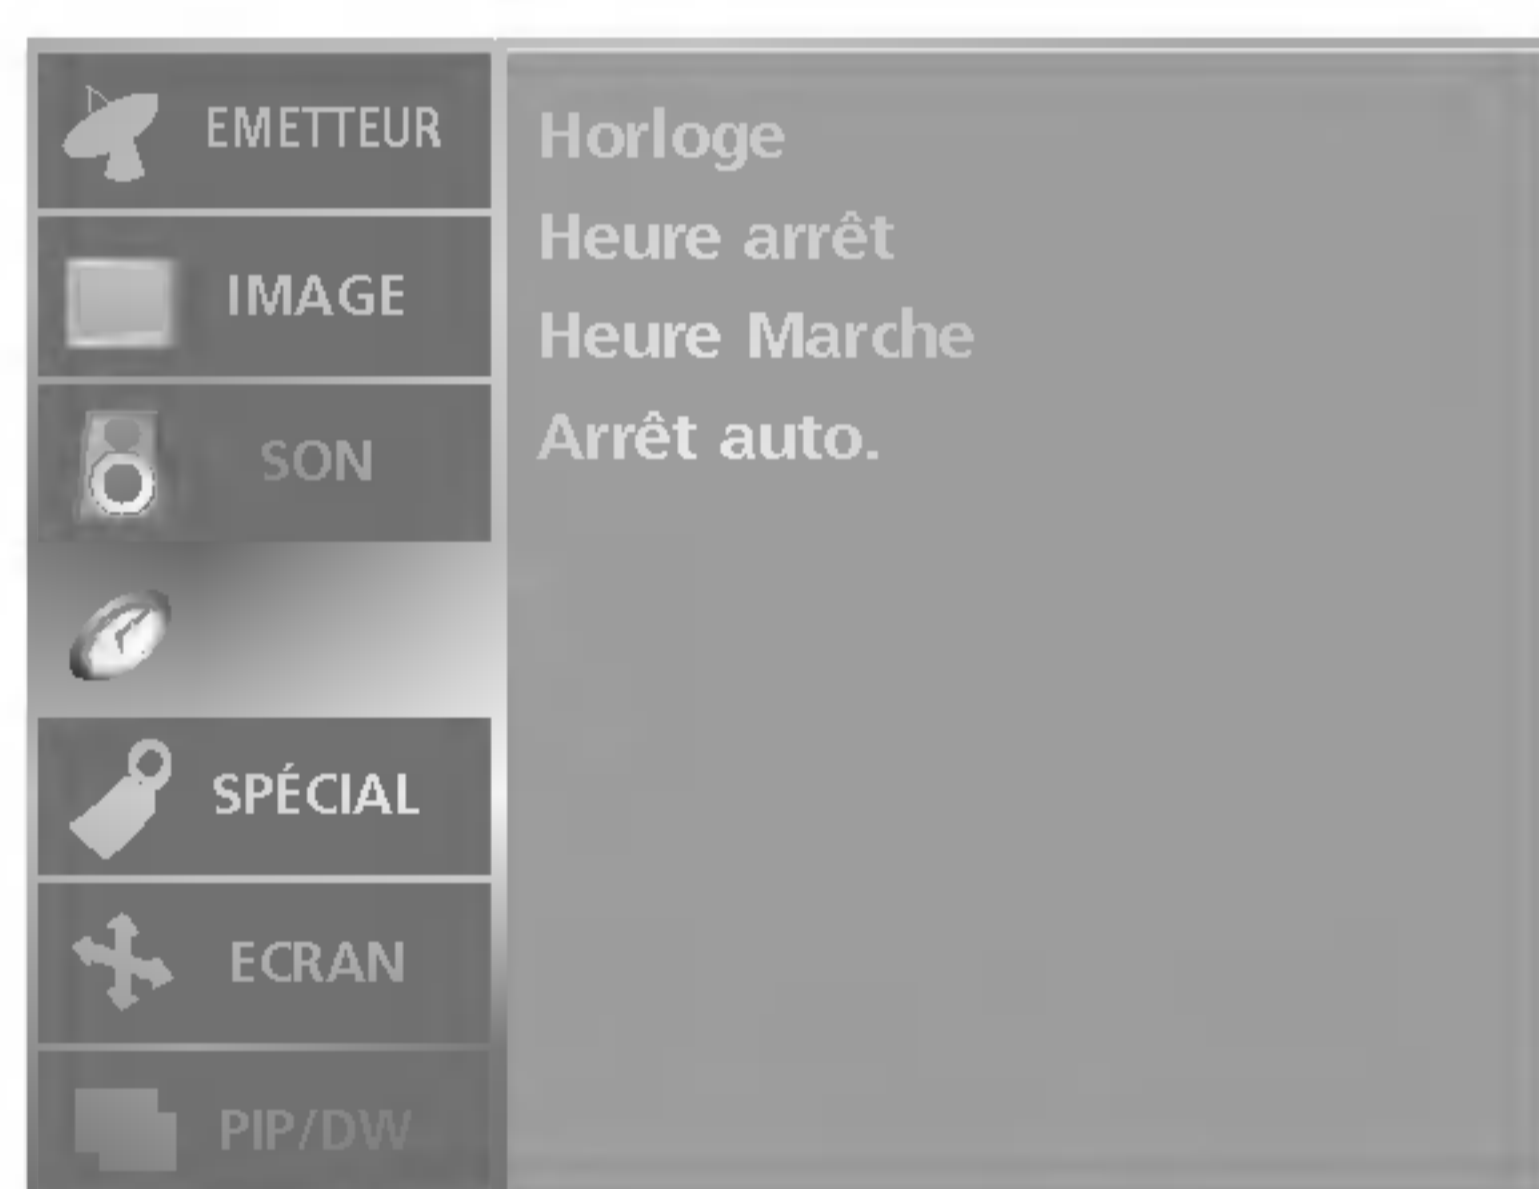 EMETTEUR
IMAGE
SON
SPÉCIAL
ECRAN
PIP/DW
Horloge
Heure arrêt
Heure Marche
Arrêt auto.